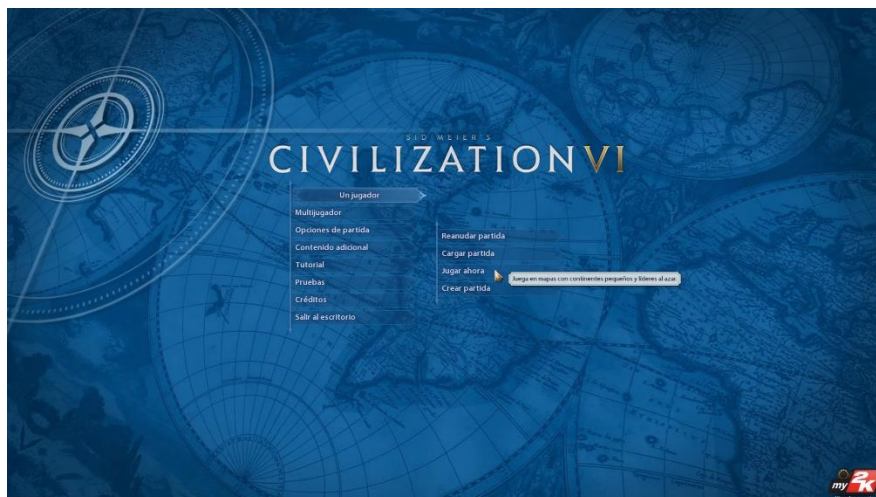 SID MEIER'S
CIVILIZATION VI
Un jugador
Multijugador
Opciones de partida
Contenido adicional
Tutorial
Pruebas
Créditos
Salir al escritorio
Reanudar partida
Cargar partida
Jugar ahora
Juega en mapas con continentes pequeños y líderes al azar.
Crear partida
my 2K